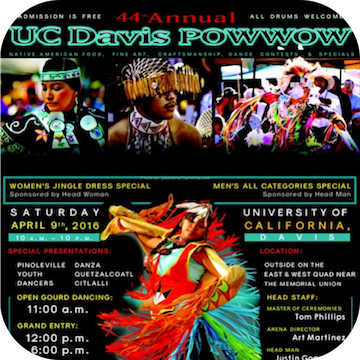 ADMISSION IS FREE
44th Annual
ALL DRUMS WELCOME
UC Davis POWWOW
NATIVE AMERICAN FOOD, FINE ART, CRAFTSMANSHIP, DANCE CONTESTS, & SPECIALS
WOMEN'S JINGLE DRESS SPECIAL
Sponsored by Head Woman
MEN'S ALL CATEGORIES SPECIAL
Sponsored by Head Man
SATURDAY
APRIL 9th, 2016
10 A.M. - 10 P.M.
SPECIAL PRESENTATIONS:
PINOLEVILLE
YOUTH
DANCERS
DANZA
QUETZALCOATL
CITLALLI
OPEN GOURD DANCING:
11:00 a.m.
GRAND ENTRY:
12:00 p.m.
6:00 p.m.
UNIVERSITY OF
CALIFORNIA,
DAVIS
LOCATION:
OUTSIDE ON THE
EAST & WEST QUAD NEAR
THE MEMORIAL UNION
HEAD STAFF:
MASTER OF CEREMONIES
Tom Phillips
ARENA DIRECTOR
Art Martinez
HEAD MAN
Justin